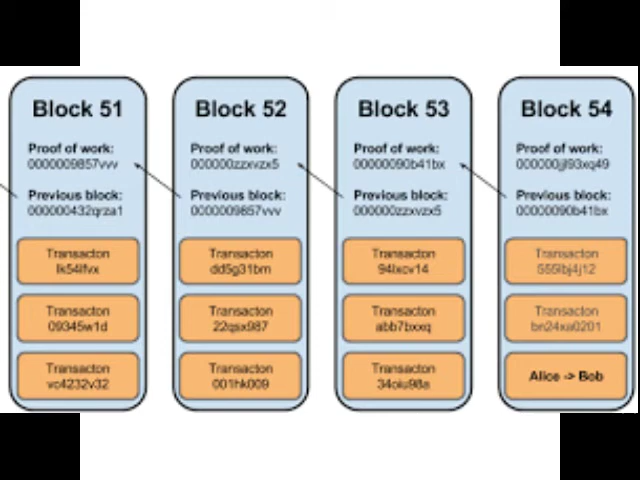 Block 51
Proof of work:
0000009857vvv
Previous block:
000000432qrza1
Transacton
lk54lfvx
Transacton
09345w1d
Transacton
vc4232v32
Block 52
Proof of work:
000000zzxvzx5
Previous block:
0000009857vvv
Transacton
dd5g31bm
Transacton
22qsx987
Transacton
001hk009
Block 53
Proof of work:
00000090b41bx
Previous block:
000000zzxvzx5
Transacton
94lxcv14
Transacton
abb7bxxq
Transacton
34oiu98a
Block 54
Proof of work:
000000jjl93xq49
Previous block:
00000090b41bx
Transacton
555lbj4j12
Transacton
bn24xa0201
Alice -> Bob